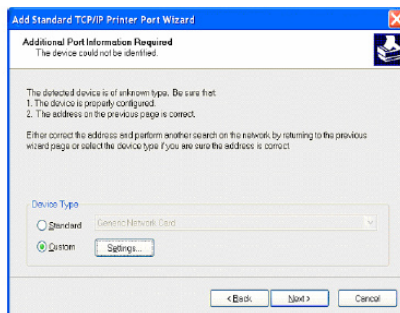 Add Standard TCP/IP Printer Port Wizard
Additional Port Information Required
The device could not be identified.
The detected device is of unknown type. Be sure that:
1. The device is properly configured.
2. The address on the previous page is correct.
Either correct the address and perform another search on the network by returning to the previous
wizard page or select the device type if you are sure the address is correct.
Device Type
Standard
Generic Network Card
Custom
Settings...
< Back
Next >
Cancel